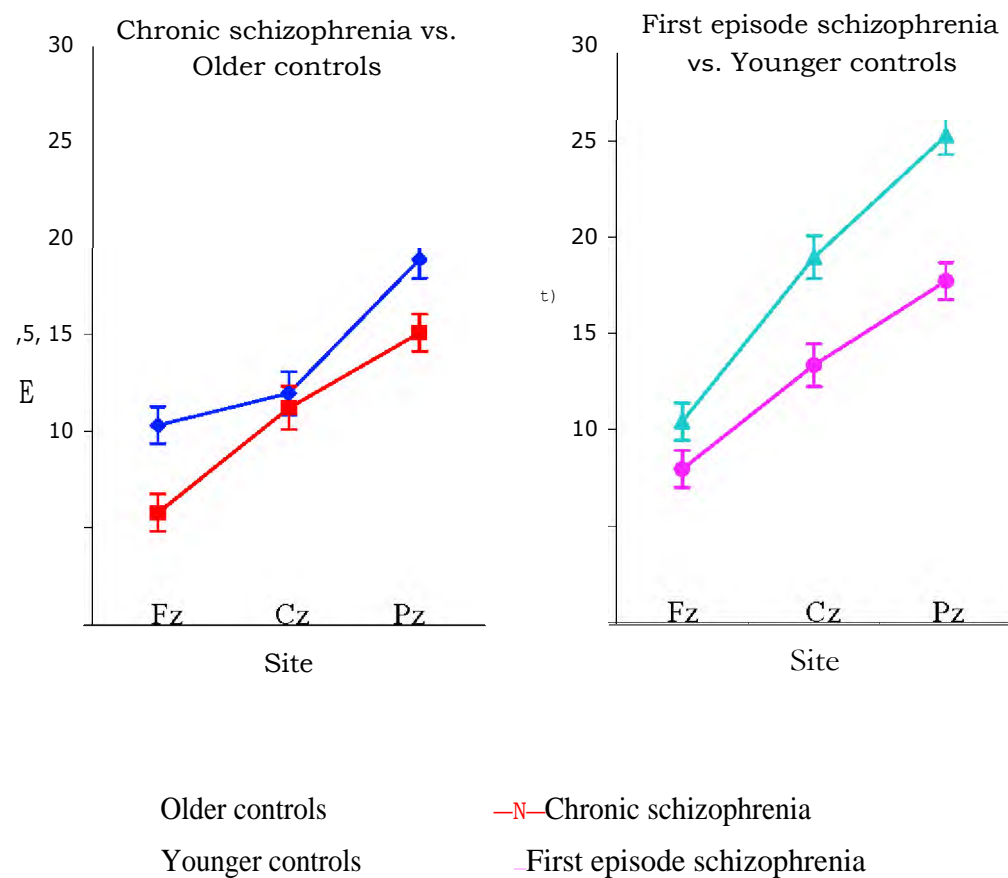 Chronic schizophrenia vs.
Older controls
30
25
20
,5, 15
E
10
Fz Cz Pz
Site
First episode schizophrenia
vs. Younger controls
30
25
20
t)
15
10
Fz Cz Pz
Site
Older controls —N—Chronic schizophrenia
Younger controls First episode schizophrenia